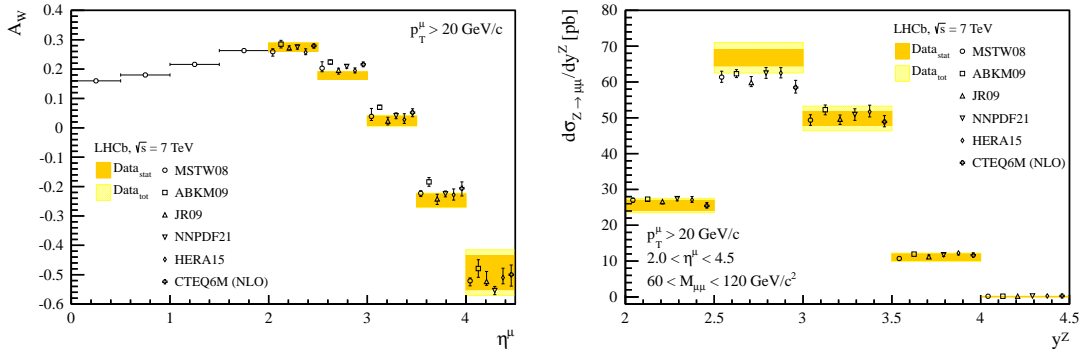 A_W
0.4
0.3
0.2
0.1
0
-0.1
-0.2
-0.3
-0.4
-0.5
-0.6
p_T^μ > 20 GeV/c
LHCb, √s = 7 TeV
Data_stat
Data_tot
MSTW08
ABKM09
JR09
NNPDF21
HERA15
CTEQ6M (NLO)
0 1 2 3 4
η^μ
dσ_{Z→μμ}/dy^Z [pb]
80
70
60
50
40
30
20
10
0
LHCb, √s = 7 TeV
Data_stat
Data_tot
MSTW08
ABKM09
JR09
NNPDF21
HERA15
CTEQ6M (NLO)
p_T^μ > 20 GeV/c
2.0 < η^μ < 4.5
60 < M_{μμ} < 120 GeV/c²
2 2.5 3 3.5 4 4.5
y^Z